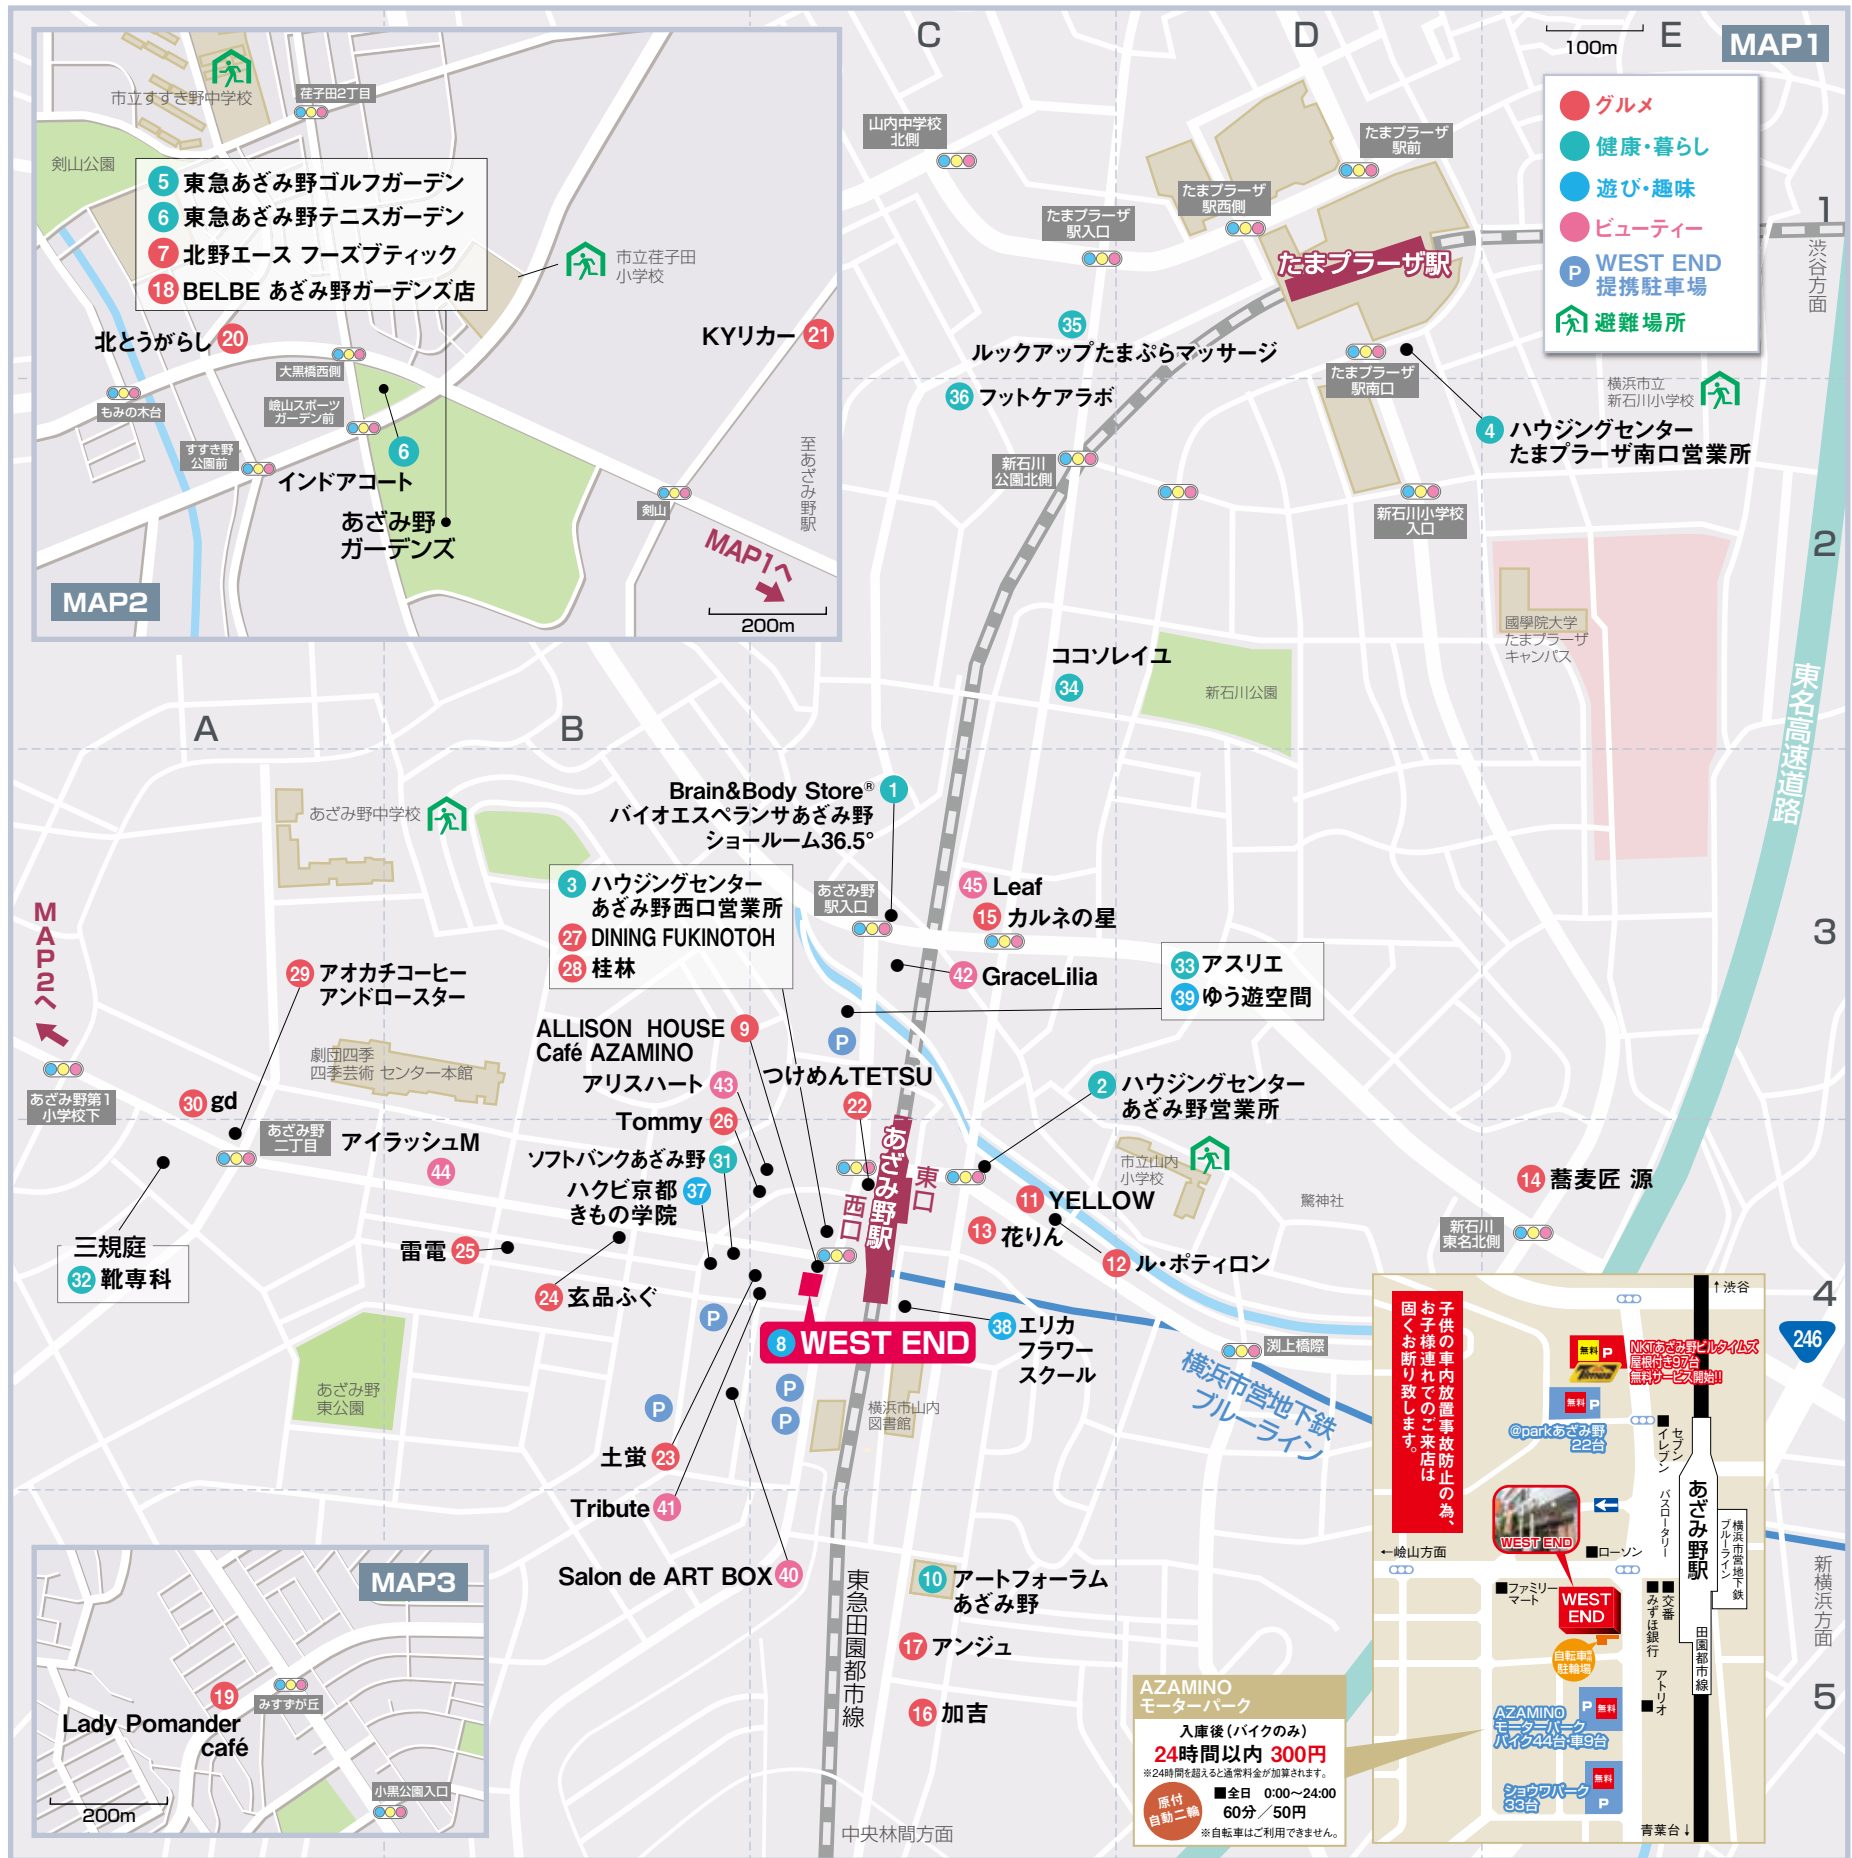 C
D
E
MAP1
100m
グルメ
健康・暮らし
遊び・趣味
ビューティー
P WEST END
提携駐車場
避難場所
1
2
3
4
5
A
B
市立すすき野中学校
荏子田2丁目
剣山公園
5 東急あざみ野ゴルフガーデン
6 東急あざみ野テニスガーデン
7 北野エース フーズブティック
18 BELBE あざみ野ガーデンズ店
市立荏子田
小学校
北とうがらし 20
KYリカー 21
大黒橋西側
もみの木台
嶮山スポーツ
ガーデン前
すすき野
公園前
6
インドアコート
あざみ野
ガーデンズ
剣山
至あざみ野駅
MAP1へ
MAP2
200m
山内中学校
北側
たまプラーザ
駅前
たまプラーザ
駅西側
たまプラーザ
駅入口
たまプラーザ駅
渋谷方面
35
ルックアップたまぷらマッサージ
36 フットケアラボ
たまプラーザ
駅南口
横浜市立
新石川小学校
4 ハウジングセンター
たまプラーザ南口営業所
新石川
公園北側
新石川小学校
入口
國學院大学
たまプラーザ
キャンパス
ココソレイユ
34
新石川公園
東名高速道路
Brain&Body Store® 1
バイオエスペランサあざみ野
ショールーム36.5°
あざみ野中学校
3 ハウジングセンター
あざみ野西口営業所
27 DINING FUKINOTOH
28 桂林
あざみ野
駅入口
45 Leaf
15 カルネの星
42 GraceLilia
33 アスリエ
39 ゆう遊空間
MAP2へ
29 アオカチコーヒー
アンドロースター
劇団四季
四季芸術 センター本館
ALLISON HOUSE 9
Café AZAMINO
P
アリスハート 43
つけめんTETSU
22
2 ハウジングセンター
あざみ野営業所
あざみ野第1
小学校下
30 gd
あざみ野
二丁目
アイラッシュM
44
Tommy 26
ソフトバンクあざみ野 31
ハクビ京都 37
きもの学院
あざみ野駅
東口
西口
市立山内
小学校
驚神社
14 蕎麦匠 源
11 YELLOW
13 花りん
12 ル・ポティロン
新石川
東名北側
三規庭
32 靴専科
雷電 25
24 玄品ふぐ
P
8 WEST END
38 エリカ
フラワー
スクール
渕上橋際
横浜市営地下鉄
ブルーライン
246
あざみ野
東公園
P
P
P
横浜市山内
図書館
土蛍 23
Tribute 41
Salon de ART BOX 40
東急田園都市線
10 アートフォーラム
あざみ野
17 アンジュ
16 加吉
中央林間方面
新横浜方面
MAP3
みすずが丘
19
Lady Pomander
café
小黒公園入口
200m
AZAMINO
モーターパーク
入庫後(バイクのみ)
24時間以内 300円
※24時間を超えると通常料金が加算されます。
原付
自動二輪
■全日 0:00〜24:00
60分/50円
※自転車はご利用できません。
子供の車内放置事故防止の為、
お子様連れでのご来店は
固くお断り致します。
↑渋谷
無料 P
NKTあざみ野ビルタイムズ
屋根付き97台
無料サービス開始!!
無料 P
@parkあざみ野
22台
セブン
イレブン
バスロータリー
あざみ野駅
横浜市営地下鉄
ブルーライン
WEST END
←嶮山方面
■ローソン
■ファミリー
マート
WEST
END
■交番
■みずほ銀行
田園都市線
駐輪場
アトリオ
P 無料
AZAMINO
モーターパーク
バイク44台・車9台
無料
P
ショウワパーク
33台
青葉台↓